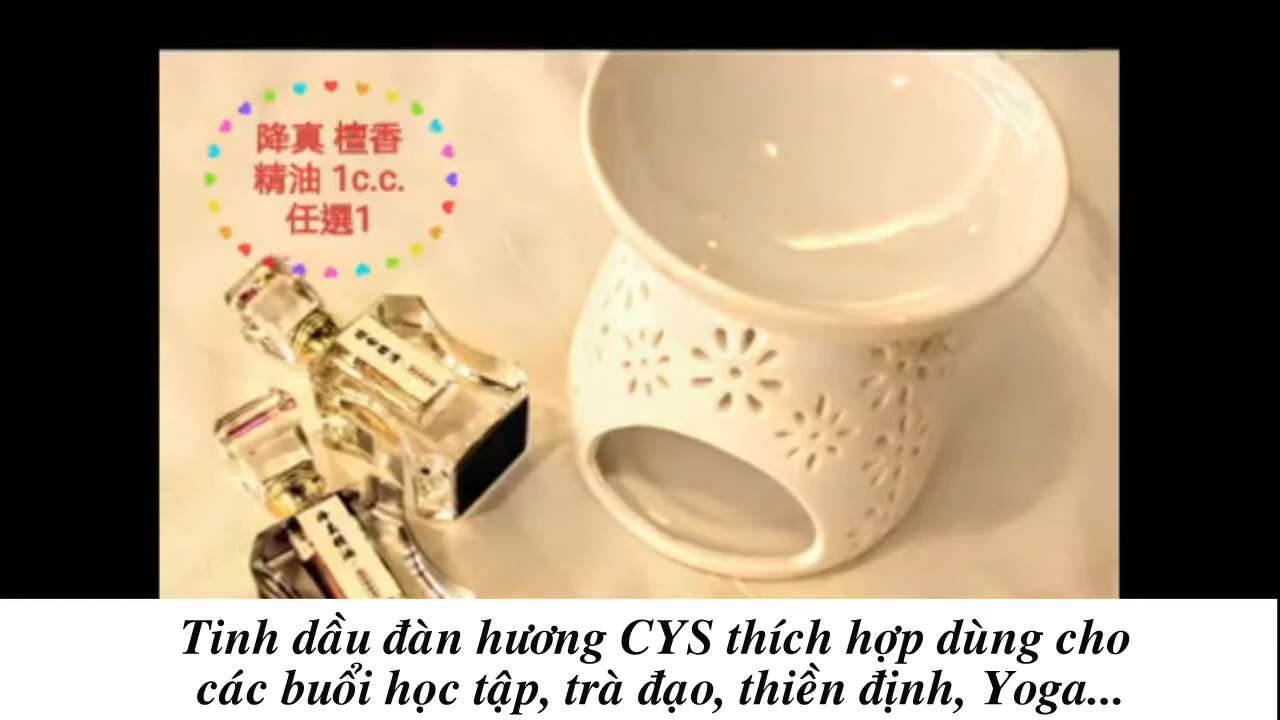 降真 檀香
精油 1c.c.
任選1
Tinh dầu đàn hương CYS thích hợp dùng cho
các buổi học tập, trà đạo, thiền định, Yoga...